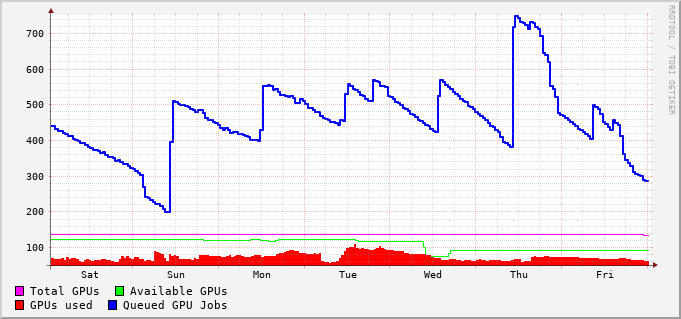 700
600
500
400
300
200
100
Sat Sun Mon Tue Wed Thu Fri
Total GPUs Available GPUs
GPUs used Queued GPU Jobs
RRDTOOL / TOBI OETIKER